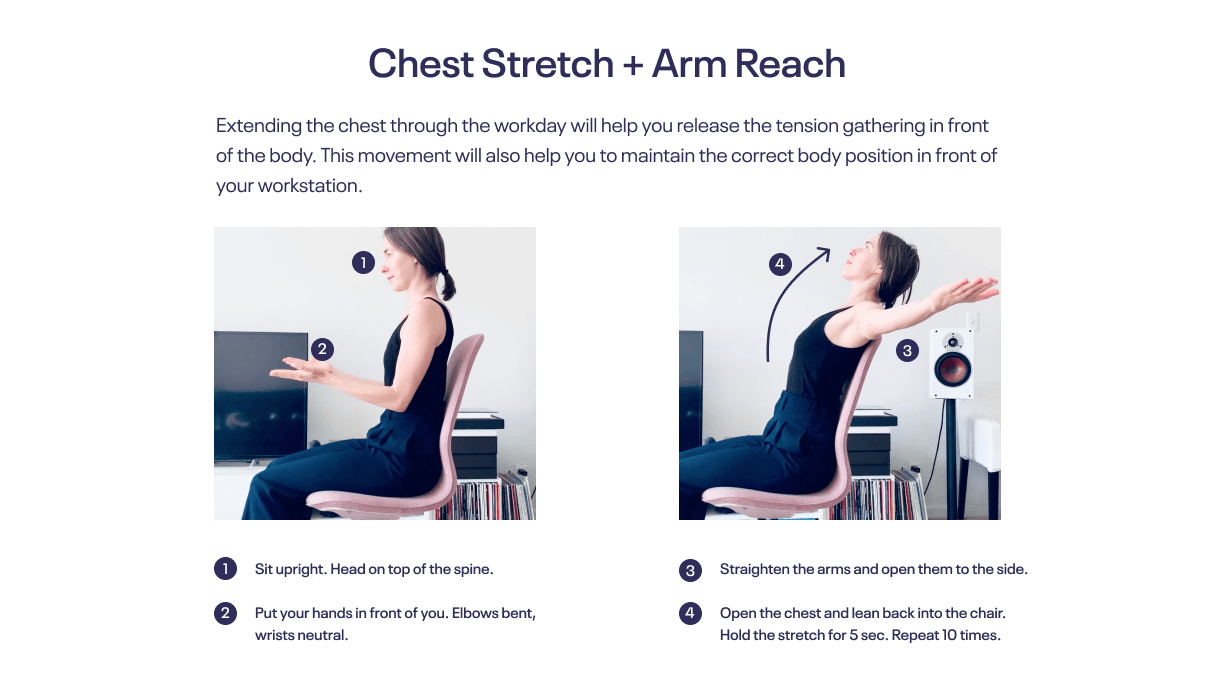 Chest Stretch + Arm Reach
Extending the chest through the workday will help you release the tension gathering in front
of the body. This movement will also help you to maintain the correct body position in front of
your workstation.
1
2
4
3
1 Sit upright. Head on top of the spine.
2 Put your hands in front of you. Elbows bent,
wrists neutral.
3 Straighten the arms and open them to the side.
4 Open the chest and lean back into the chair.
Hold the stretch for 5 sec. Repeat 10 times.